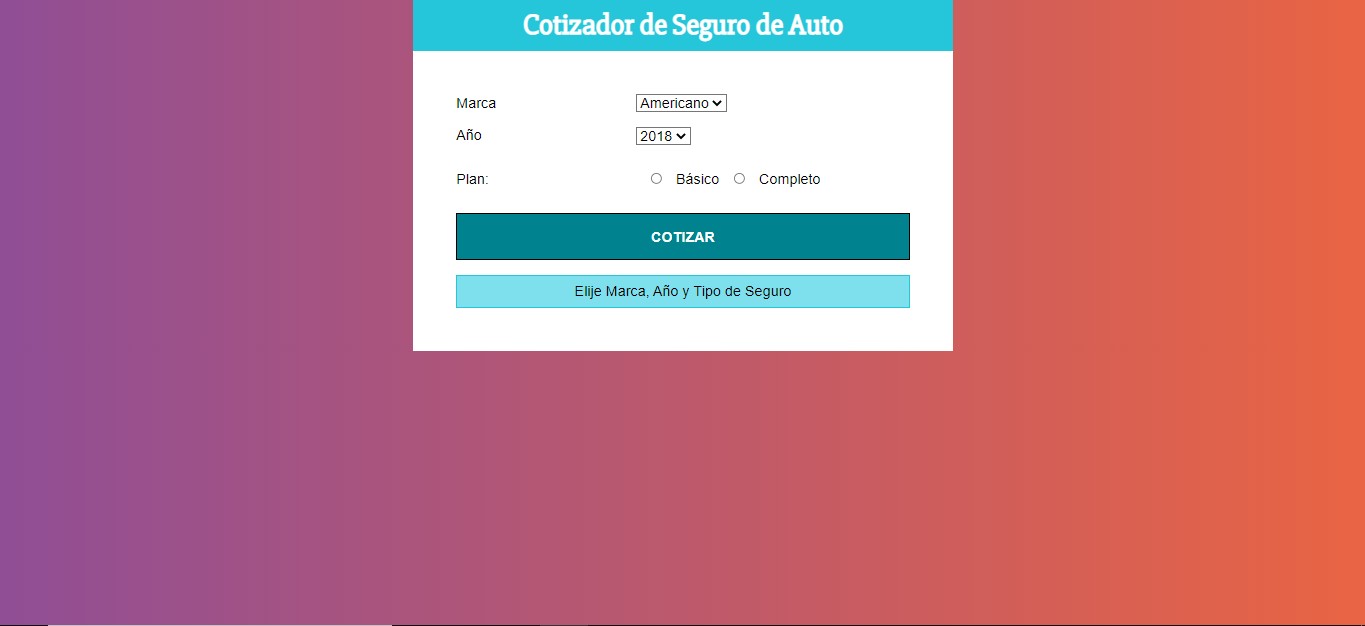 Cotizador de Seguro de Auto
Marca Americano
Año 2018
Plan: Básico Completo
COTIZAR
Elije Marca, Año y Tipo de Seguro